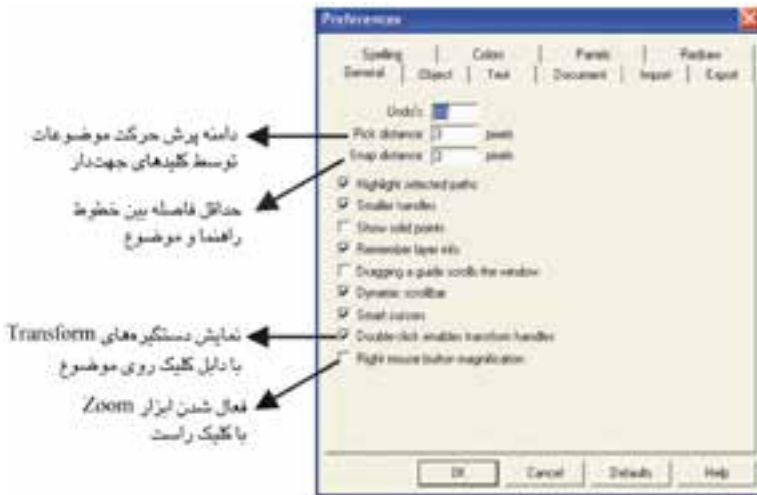 Preferences
Spelling Colors Panels Redraw
General Object Text Document Import Export
Undo's:
Pick distance: 3 pixels
Snap distance: 3 pixels
Highlight selected paths
Smaller handles
Show solid points
Remember layer info
Dragging a guide scrolls the window
Dynamic scrollbar
Smart cursors
Double-click enables transform handles
Right mouse button magnification
OK Cancel Defaults Help
دامنه پرش حرکت موضوعات
توسط کلیدهای جهت‌دار
حداقل فاصله بین خطوط
راهنما و موضوع
نمایش دستگیره‌های Transform
با دابل کلیک روی موضوع
فعال شدن ابزار Zoom
با کلیک راست